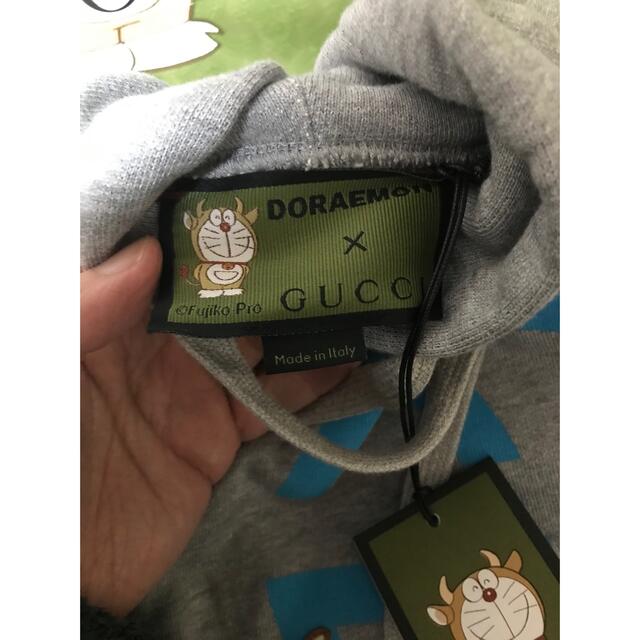 DORAEMON
×
©Fujiko Pro GUCCI
Made in Italy